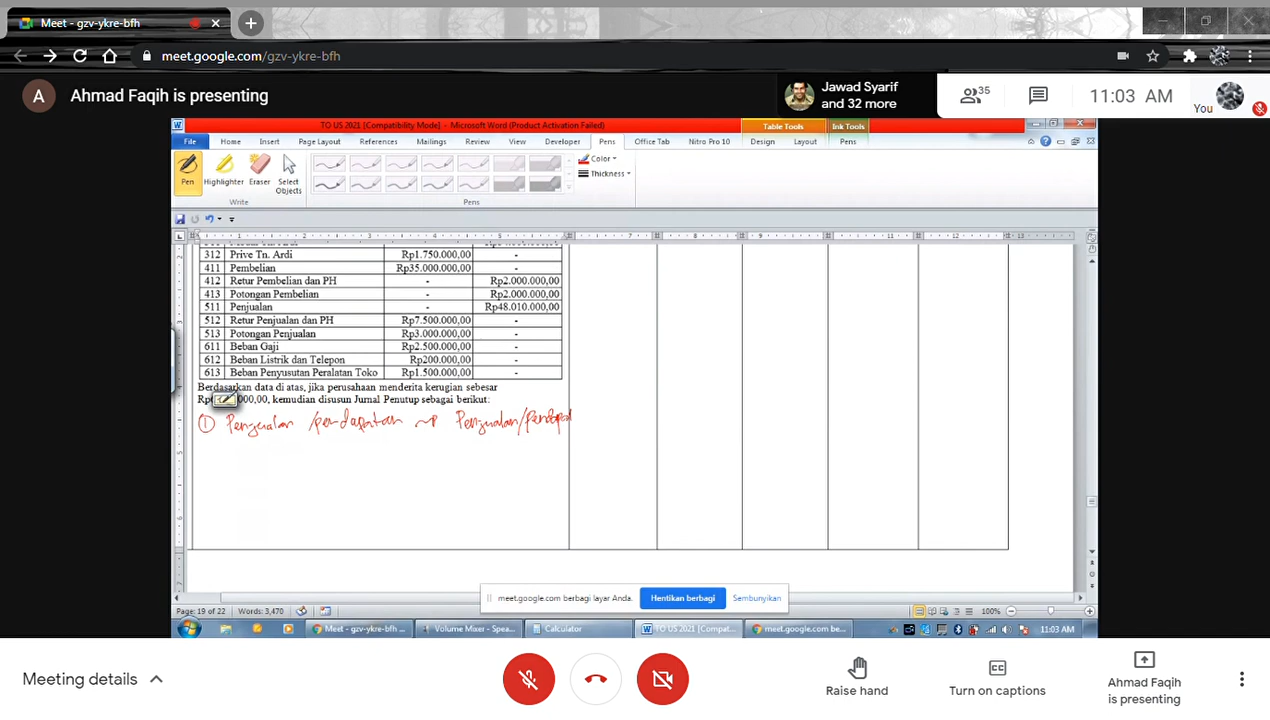 Meet - gzv-ykre-bfh
meet.google.com/gzv-ykre-bfh
A
Ahmad Faqih is presenting
Jawad Syarif
and 32 more
35
11:03 AM
You
TO US 2021 [Compatibility Mode] - Microsoft Word (Product Activation Failed)
Table Tools
Ink Tools
File
Home
Insert
Page Layout
References
Mailings
Review
View
Developer
Pens
Office Tab
Nitro Pro 10
Design
Layout
Pens
Pen
Highlighter
Eraser
Select Objects
Color
Thickness
Write
Pens
312 Prive Tn. Ardi Rp1.750.000,00 -
411 Pembelian Rp35.000.000,00 -
412 Retur Pembelian dan PH - Rp2.000.000,00
413 Potongan Pembelian - Rp2.000.000,00
511 Penjualan - Rp48.010.000,00
512 Retur Penjualan dan PH Rp7.500.000,00 -
513 Potongan Penjualan Rp3.000.000,00 -
611 Beban Gaji Rp2.500.000,00 -
612 Beban Listrik dan Telepon Rp200.000,00 -
613 Beban Penyusutan Peralatan Toko Rp1.500.000,00 -
Berdasarkan data di atas, jika perusahaan menderita kerugian sebesar
000,00, kemudian disusun Jurnal Penutup sebagai berikut:
① Penjualan /pendapatan → Penjualan/
meet.google.com berbagi layar Anda.
Hentikan berbagi
Sembunyikan
Page: 19 of 22
Words: 3,470
100%
Meet - gzv-ykre-bfh ...
Volume Mixer - Spea...
Calculator
TO US 2021 [Compat...
meet.google.com be...
11:03 AM
Meeting details
Raise hand
Turn on captions
Ahmad Faqih
is presenting